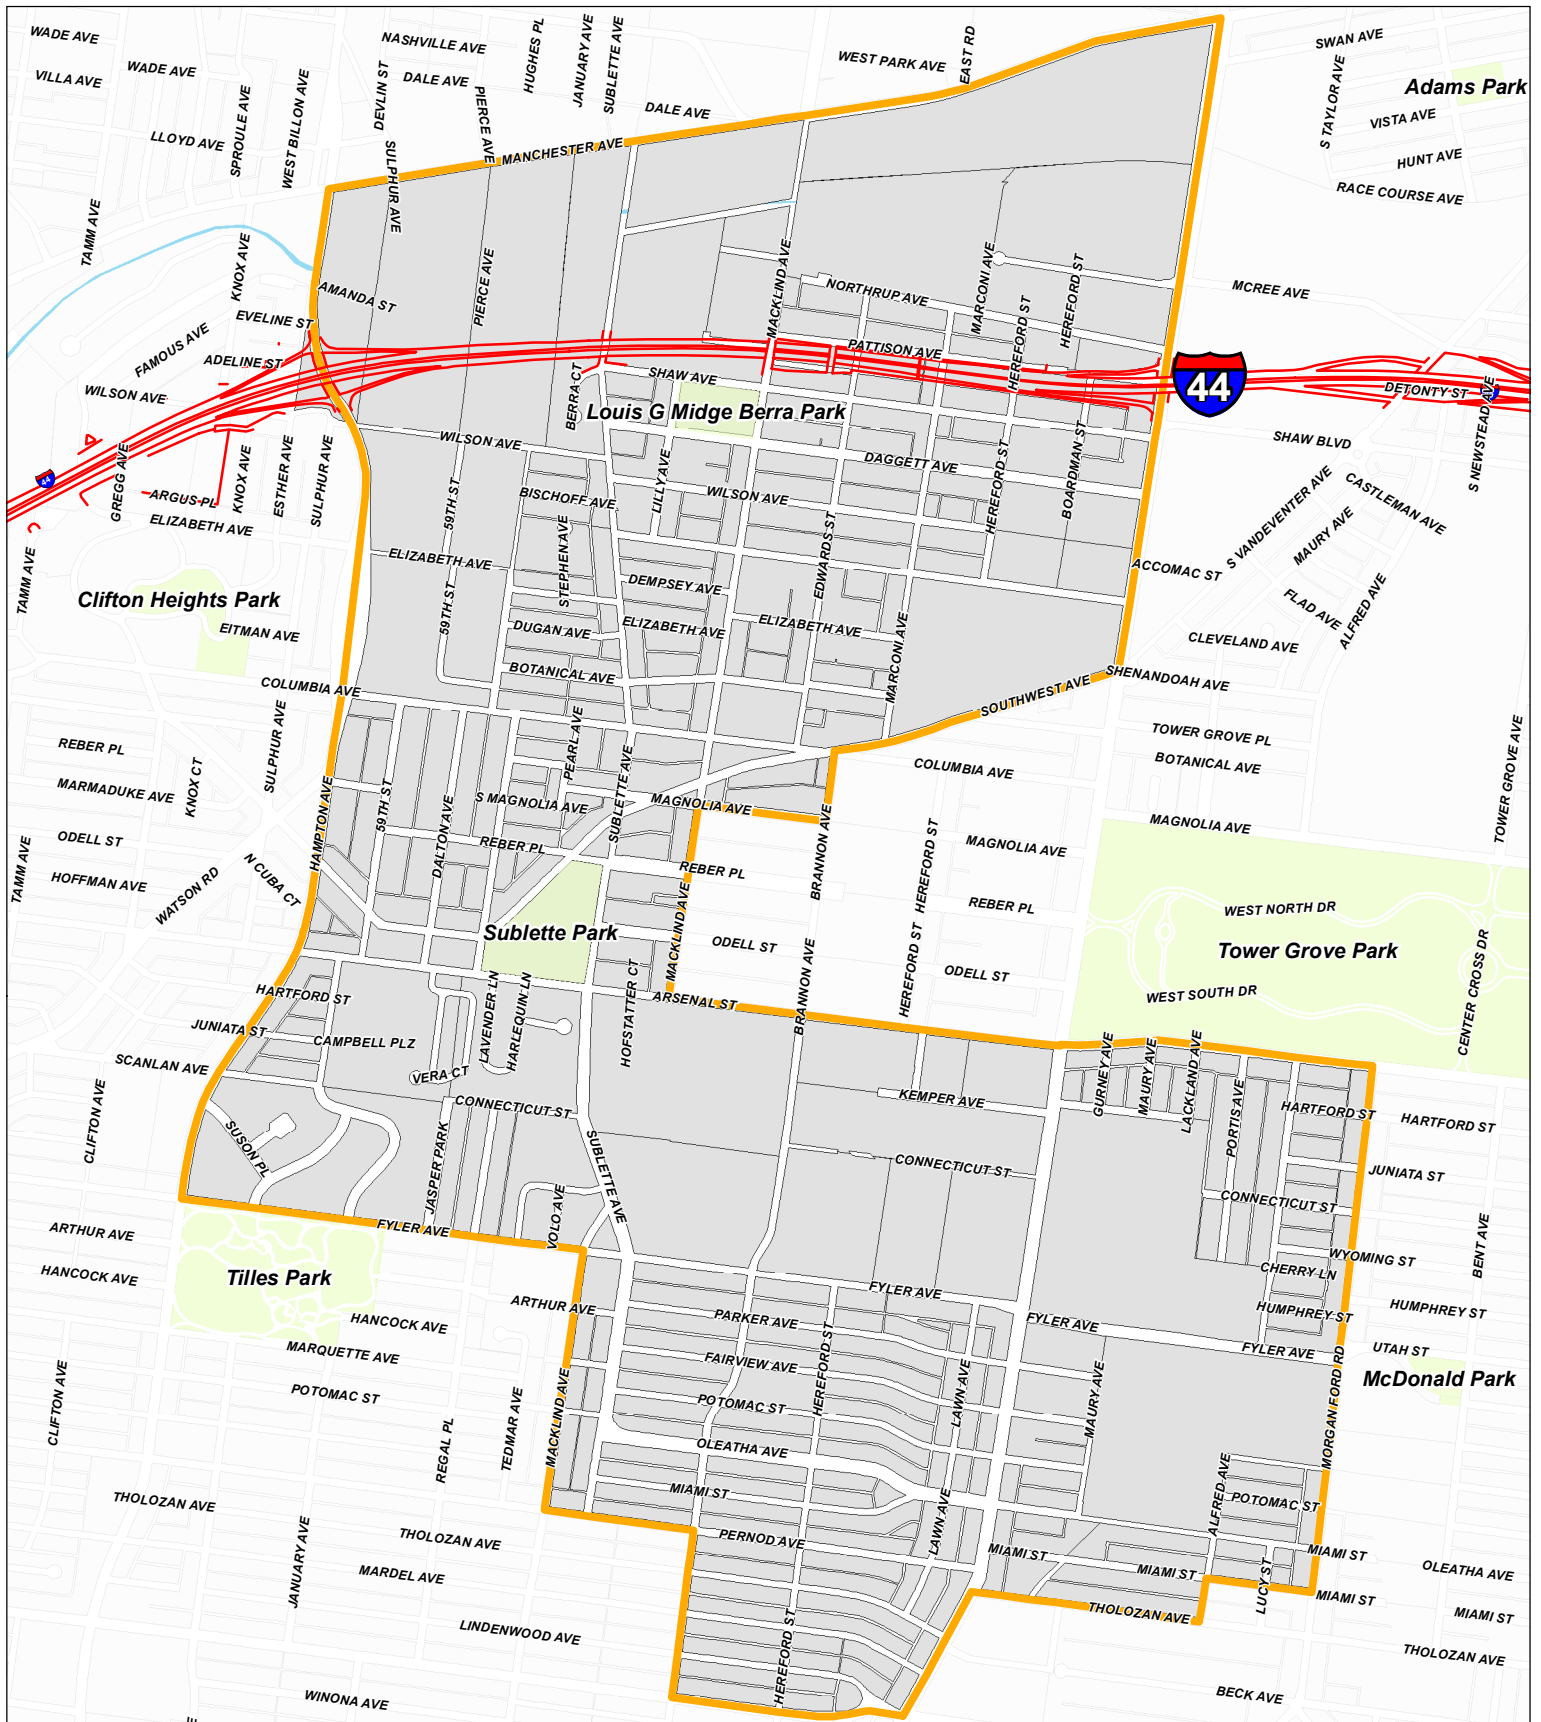 WADE AVE
NASHVILLE AVE
HUGHES PL
JANUARY AVE
SUBLETTE AVE
EAST RD
SWAN AVE
WEST PARK AVE
VILLA AVE
WADE AVE
DALE AVE
DEVLIN ST
S TAYLOR AVE
Adams Park
PIERCE AVE
DALE AVE
VISTA AVE
SPROULE AVE
WEST BILLON AVE
LLOYD AVE
MANCHESTER AVE
HUNT AVE
SULPHUR AVE
RACE COURSE AVE
TAMM AVE
KNOX AVE
PIERCE AVE
MACKLIND AVE
MARCONI AVE
HEREFORD ST
AMANDA ST
NORTHRUP AVE
MCREE AVE
EVELINE ST
HEREFORD ST
FAMOUS AVE
PATTISON AVE
ADELINE ST
SHAW AVE
44
DETONTY ST
WILSON AVE
BERRA CT
Louis G Midge Berra Park
S NEWSTEAD AVE
WILSON AVE
SHAW BLVD
GREGG AVE
KNOX AVE
ESTHER AVE
SULPHUR AVE
LILLY AVE
DAGGETT AVE
HEREFORD ST
BOARDMAN ST
44
ARGUS PL
59TH ST
BISCHOFF AVE
WILSON AVE
S VANDEVENTER AVE
CASTLEMAN AVE
ELIZABETH AVE
MAURY AVE
TAMM AVE
ELIZABETH AVE
STEPHEN AVE
DEMPSEY AVE
EDWARDS ST
ACCOMAC ST
Clifton Heights Park
59TH ST
FLAD AVE
ALFRED AVE
EITMAN AVE
DUGAN AVE
ELIZABETH AVE
ELIZABETH AVE
CLEVELAND AVE
MARCONI AVE
COLUMBIA AVE
BOTANICAL AVE
SOUTHWEST AVE
SHENANDOAH AVE
REBER PL
SULPHUR AVE
PEARL AVE
TOWER GROVE PL
TOWER GROVE AVE
KNOX CT
COLUMBIA AVE
BOTANICAL AVE
MARMADUKE AVE
HAMPTON AVE
59TH ST
DALTON AVE
S MAGNOLIA AVE
SUBLETTE AVE
MAGNOLIA AVE
BRANNON AVE
HEREFORD ST
MAGNOLIA AVE
ODELL ST
TAMM AVE
REBER PL
MAGNOLIA AVE
HOFFMAN AVE
N CUBA CT
REBER PL
WATSON RD
HEREFORD ST
REBER PL
WEST NORTH DR
Sublette Park
MACKLIND AVE
ODELL ST
Tower Grove Park
BRANNON AVE
ODELL ST
CENTER CROSS DR
HARTFORD ST
LAVENDER LN
HARLEQUIN LN
HOFSTATTER CT
ARSENAL ST
WEST SOUTH DR
JUNIATA ST
CAMPBELL PLZ
SCANLAN AVE
VERA CT
GURNEY AVE
MAURY AVE
LACKLAND AVE
CLIFTON AVE
CONNECTICUT ST
KEMPER AVE
PORTIS AVE
HARTFORD ST
HARTFORD ST
SUSON PL
JASPER PARK
SUBLETTE AVE
CONNECTICUT ST
JUNIATA ST
CONNECTICUT ST
ARTHUR AVE
FYLER AVE
VOLO AVE
BENT AVE
WYOMING ST
HANCOCK AVE
Tilles Park
CHERRY LN
FYLER AVE
ARTHUR AVE
HUMPHREY ST
HUMPHREY ST
HANCOCK AVE
PARKER AVE
FYLER AVE
MARQUETTE AVE
HEREFORD ST
FYLER AVE
UTAH ST
FAIRVIEW AVE
McDonald Park
POTOMAC ST
CLIFTON AVE
MACKLIND AVE
POTOMAC ST
LAWN AVE
MAURY AVE
MORGAN FORD RD
REGAL PL
TEDMAR AVE
OLEATHA AVE
THOLOZAN AVE
MIAMI ST
ALFRED AVE
POTOMAC ST
JANUARY AVE
THOLOZAN AVE
PERNOD AVE
LAWN AVE
MIAMI ST
MIAMI ST
MARDEL AVE
MIAMI ST
OLEATHA AVE
LUCY ST
MIAMI ST
THOLOZAN AVE
MIAMI ST
LINDENWOOD AVE
HEREFORD ST
THOLOZAN AVE
WINONA AVE
BECK AVE